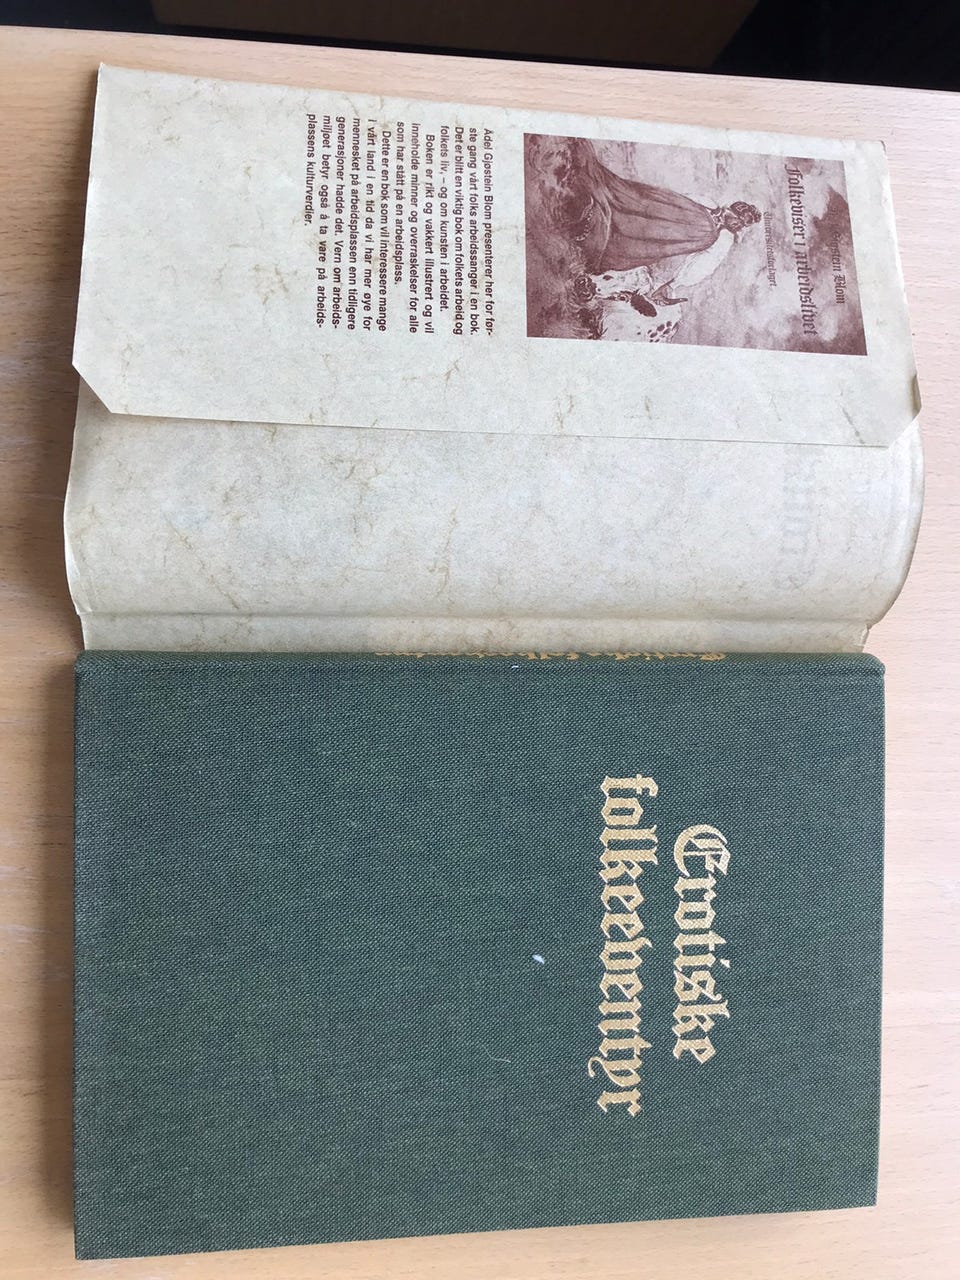 Blom
Folkeviser i arbeidslivet
Universitetsforlaget
Ådel Gjøstein Blom presenterer her for før-
ste gang vårt folks arbeidssanger i en bok.
Det er blitt en viktig bok om folkets arbeid og
folkets liv, – og om kunsten i arbeidet.
Boken er rikt og vakkert illustrert og vil
inneholde minner og overraskelser for alle
som har stått på en arbeidsplass.
Dette er en bok som vil interessere mange
i vårt land i en tid da vi har mer øye for
mennesket på arbeidsplassen enn tidligere
generasjoner hadde det. Vern om arbeids-
miljøet betyr også å ta vare på arbeids-
plassens kulturverdier.
Erotiske
folkeeventyr